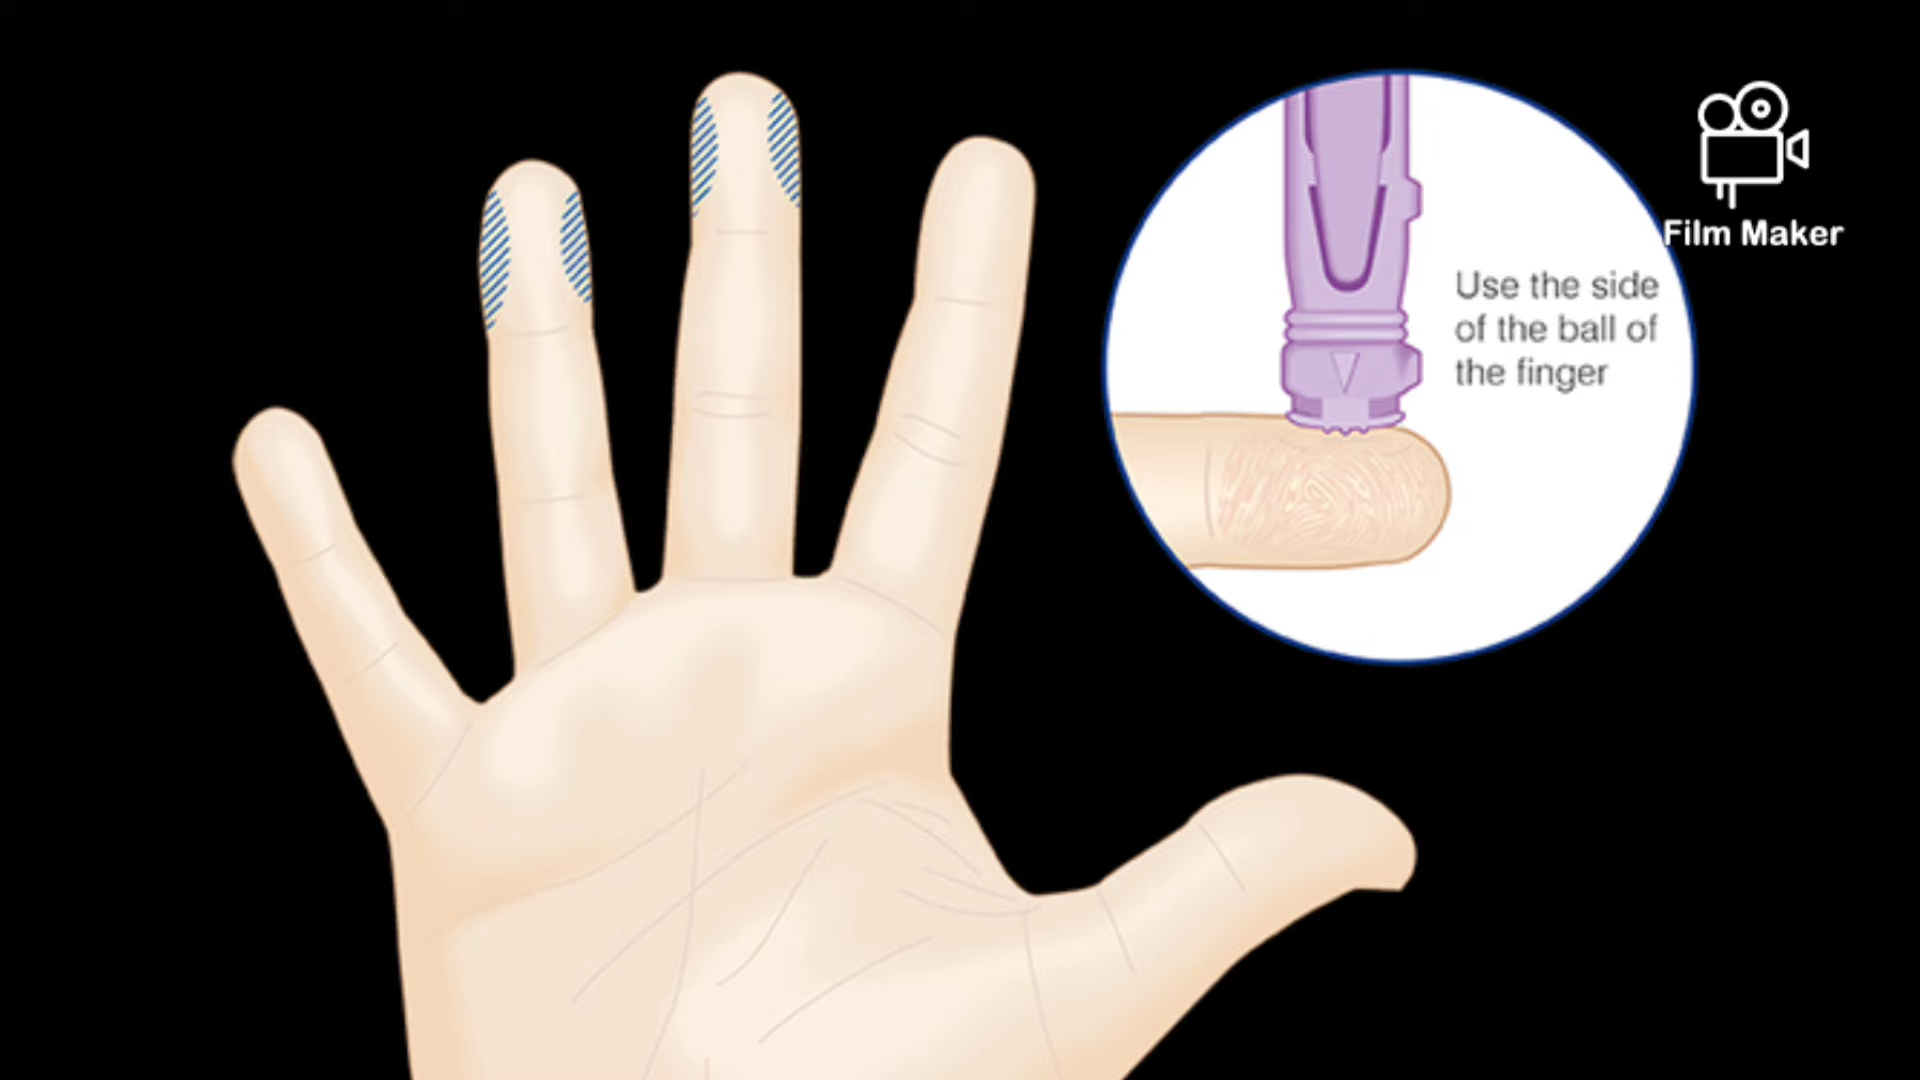 Film Maker
Use the side
of the ball of
the finger